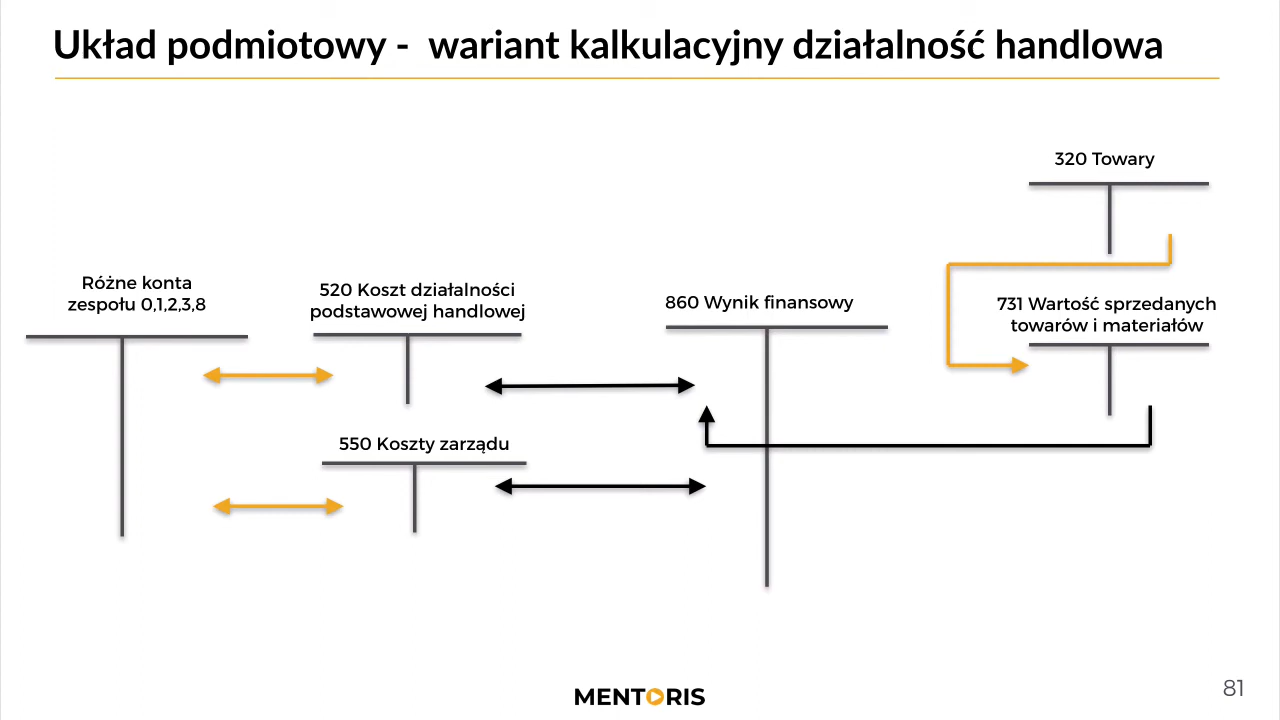 Układ podmiotowy - wariant kalkulacyjny działalność handlowa
320 Towary
Różne konta
zespołu 0,1,2,3,8
520 Koszt działalności
podstawowej handlowej
860 Wynik finansowy
731 Wartość sprzedanych
towarów i materiałów
550 Koszty zarządu
MENTORIS
81